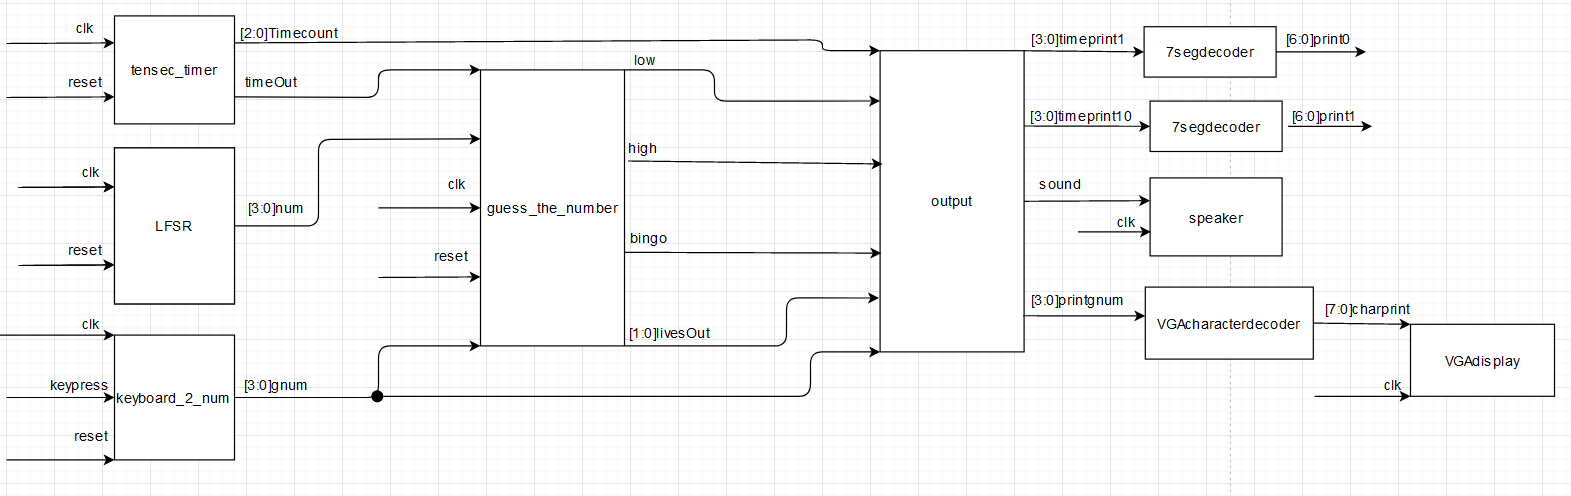 clk
[2:0]Timecount
tensec_timer
reset
timeOut
clk
[3:0]num
LFSR
reset
clk
keypress
[3:0]gnum
keyboard_2_num
reset
low
high
clk
guess_the_number
bingo
reset
[1:0]livesOut
output
[3:0]timeprint1
7segdecoder
[6:0]print0
[3:0]timeprint10
7segdecoder
[6:0]print1
sound
speaker
clk
[3:0]printgnum
VGAcharacterdecoder
[7:0]charprint
VGAdisplay
clk